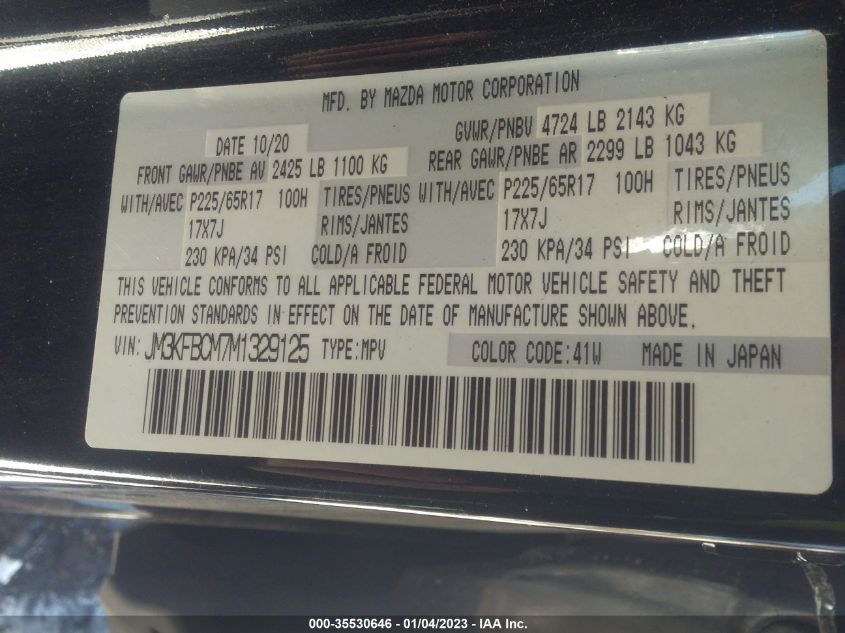 MFD. BY MAZDA MOTOR CORPORATION
DATE 10/20 GVWR/PNBV 4724 LB 2143 KG
FRONT GAWR/PNBE AV 2425 LB 1100 KG REAR GAWR/PNBE AR 2299 LB 1043 KG
WITH/AVEC P225/65R17 100H TIRES/PNEUS WITH/AVEC P225/65R17 100H TIRES/PNEUS
17X7J RIMS/JANTES 17X7J RIMS/JANTES
230 KPA/34 PSI COLD/A FROID 230 KPA/34 PSI COLD/A FROID
THIS VEHICLE CONFORMS TO ALL APPLICABLE FEDERAL MOTOR VEHICLE SAFETY AND THEFT
PREVENTION STANDARDS IN EFFECT ON THE DATE OF MANUFACTURE SHOWN ABOVE.
VIN: JM3KFBCM7M1329125 TYPE:MPV COLOR CODE:41W MADE IN JAPAN
000-35530646 - 01/04/2023 - IAA Inc.